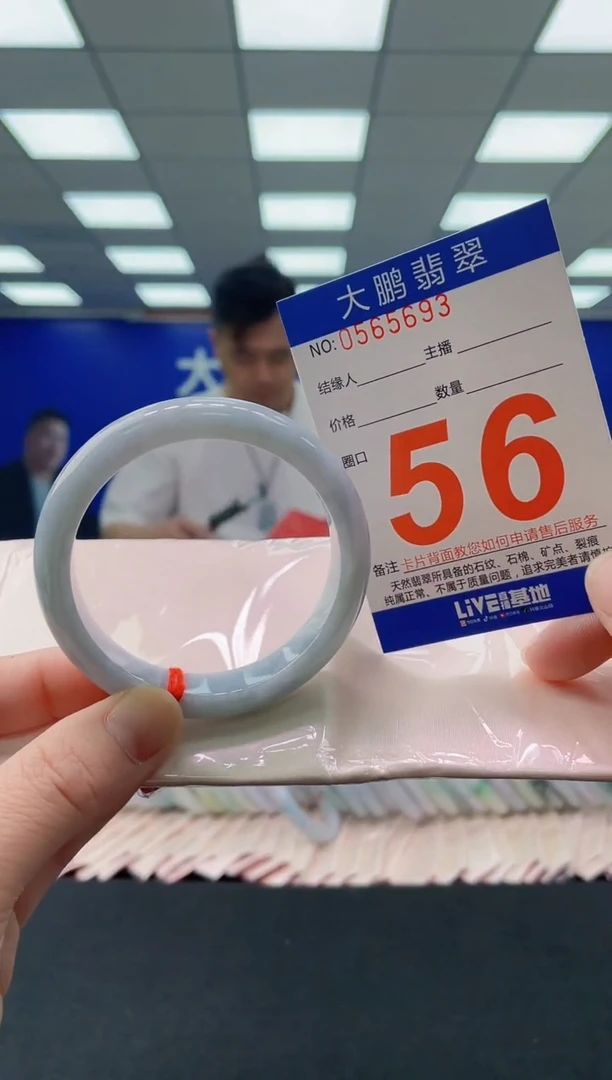 大
大鹏翡翠
NO: 0565693
结缘人 主播
价格 数量
圈口 56
备注 卡片背面教您如何申请售后服务
天然翡翠所具备的石纹、石棉、矿点、裂痕
纯属正常、不属于质量问题，追求完美者请慎
LiVE 基地